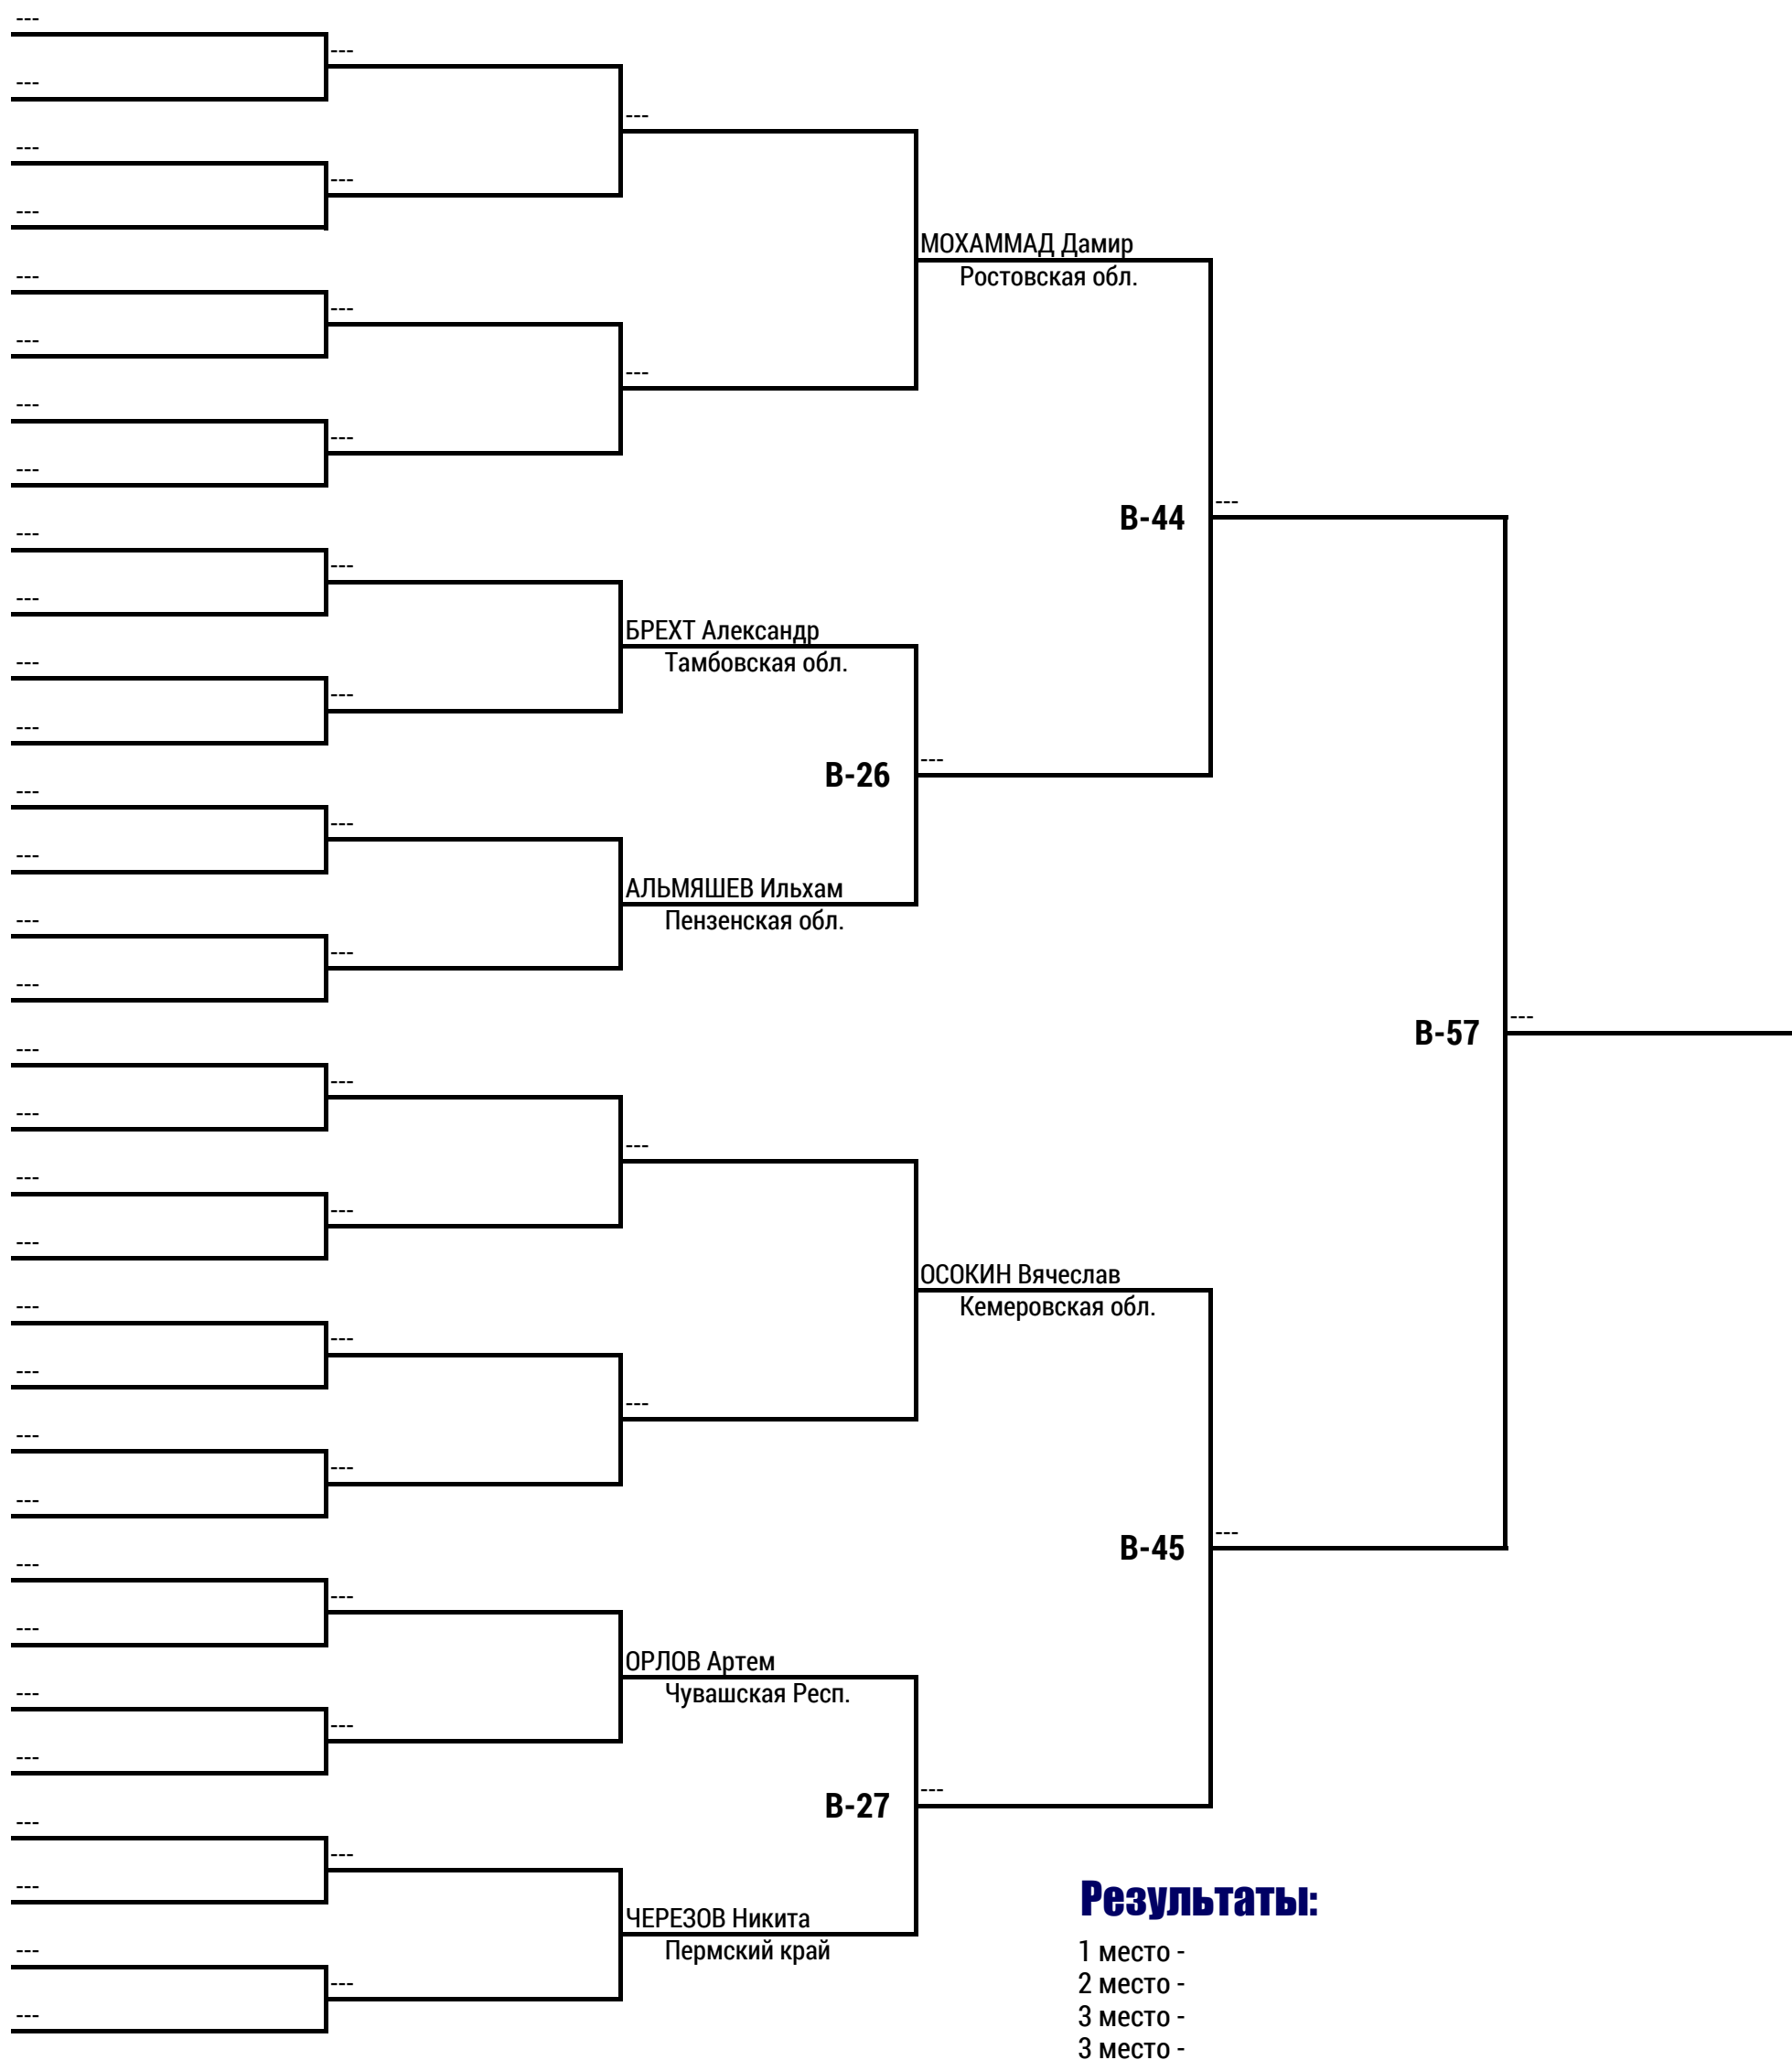 ---
---
---
---
---
---
---
МОХАММАД Дамир
---
Ростовская обл.
---
---
---
---
---
---
---
В-44
---
---
---
БРЕХТ Александр
---
Тамбовская обл.
---
---
---
В-26
---
---
---
АЛЬМЯШЕВ Ильхам
---
Пензенская обл.
---
---
---
В-57
---
---
---
---
---
---
---
ОСОКИН Вячеслав
---
Кемеровская обл.
---
---
---
---
---
---
---
В-45
---
---
---
ОРЛОВ Артем
---
Чувашская Респ.
---
---
---
В-27
---
---
---
ЧЕРЕЗОВ Никита
---
Пермский край
---
---
Результаты:
1 место -
2 место -
3 место -
3 место -